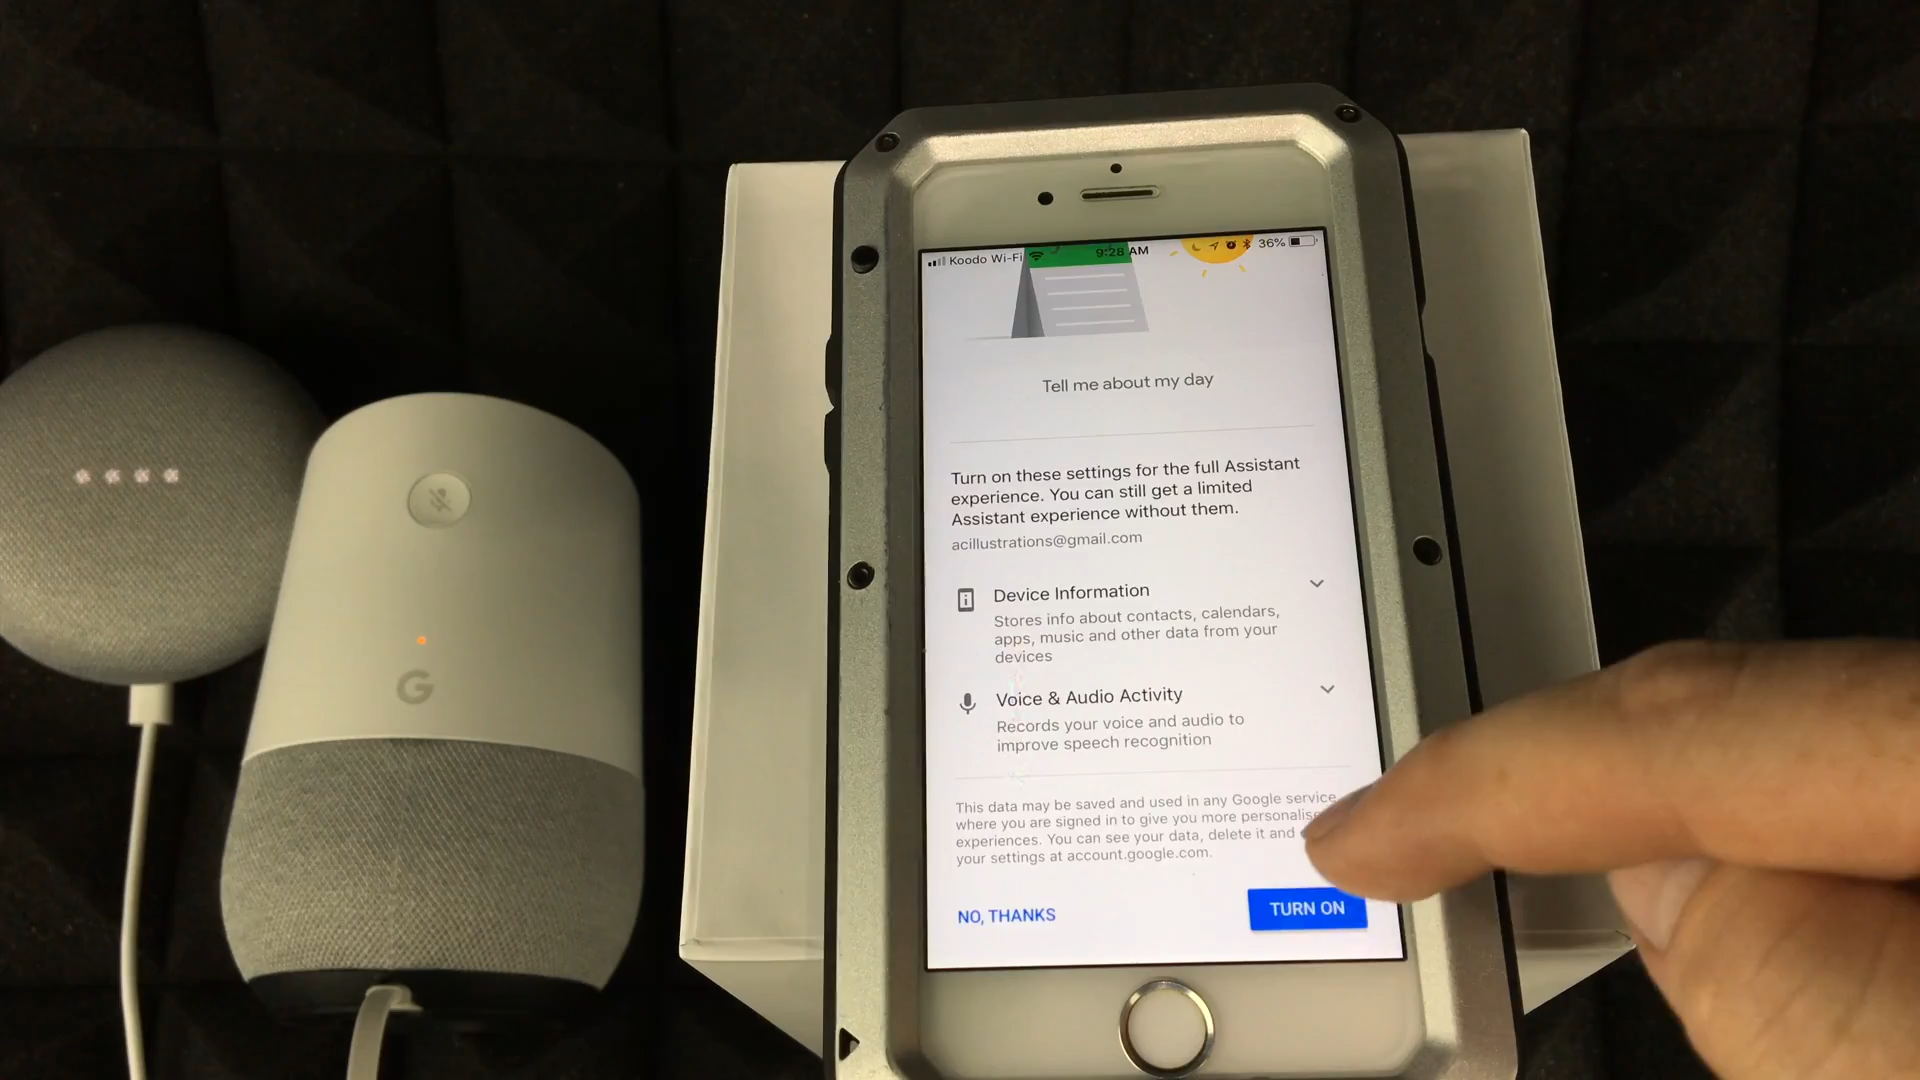 Koodo Wi-Fi 9:28 AM 36%
Tell me about my day
Turn on these settings for the full Assistant
experience. You can still get a limited
Assistant experience without them.
acillustrations@gmail.com
Device Information
Stores info about contacts, calendars,
apps, music and other data from your
devices
Voice & Audio Activity
Records your voice and audio to
improve speech recognition
This data may be saved and used in any Google service
where you are signed in to give you more personalise
experiences. You can see your data, delete it and
your settings at account.google.com.
NO, THANKS
TURN ON
G